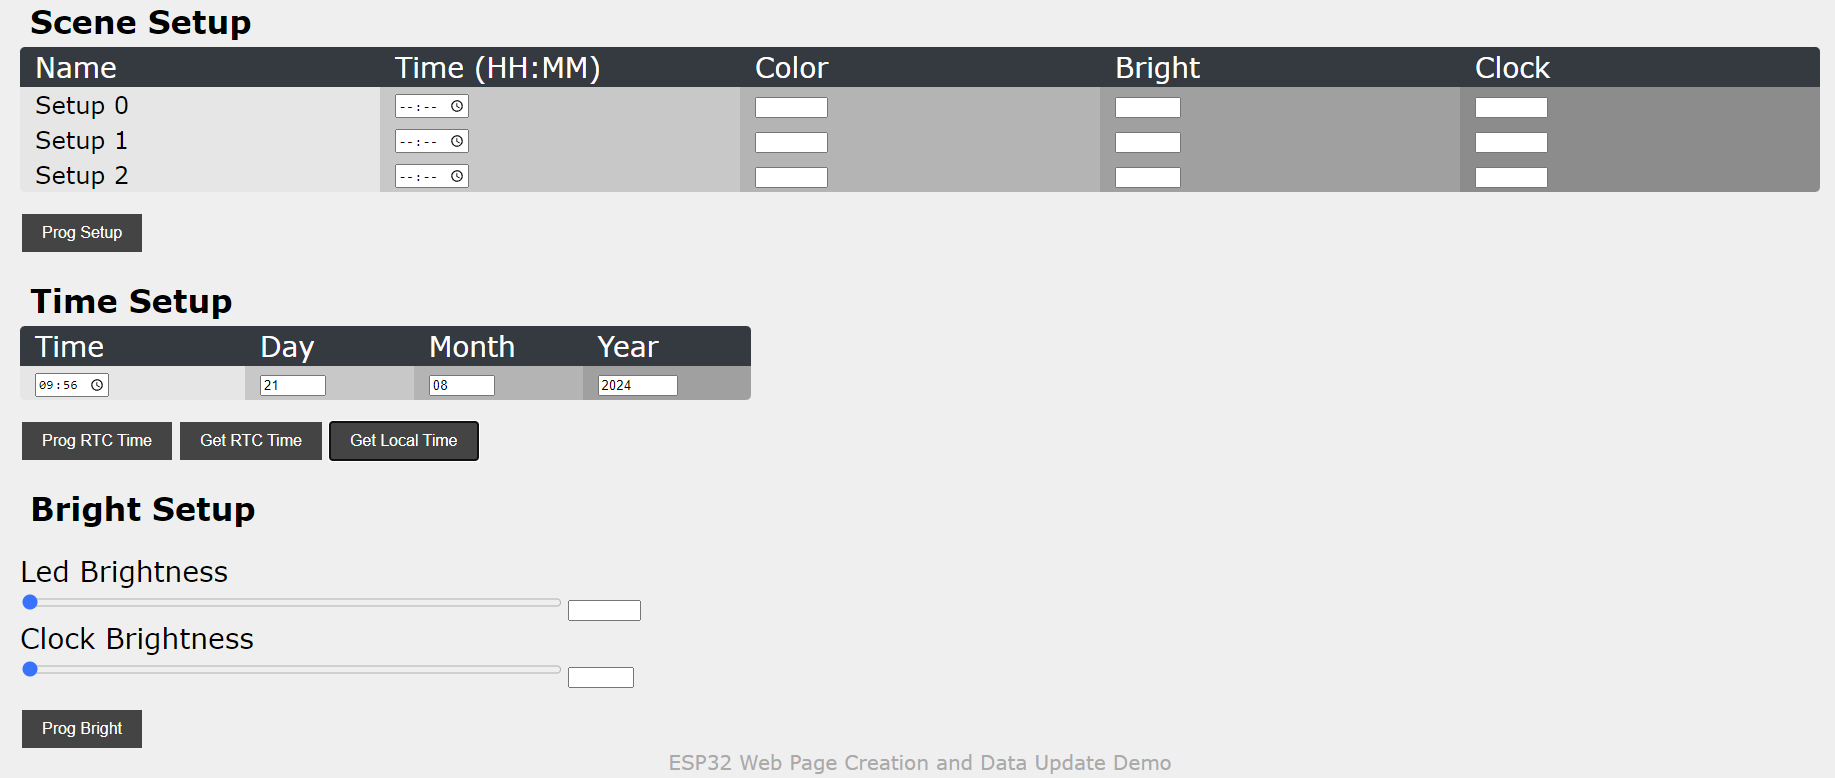 Scene Setup
Name Time (HH:MM) Color Bright Clock
Setup 0 --:--
Setup 1 --:--
Setup 2 --:--
Prog Setup
Time Setup
Time Day Month Year
09:56 21 08 2024
Prog RTC Time Get RTC Time Get Local Time
Bright Setup
Led Brightness
Clock Brightness
Prog Bright
ESP32 Web Page Creation and Data Update Demo